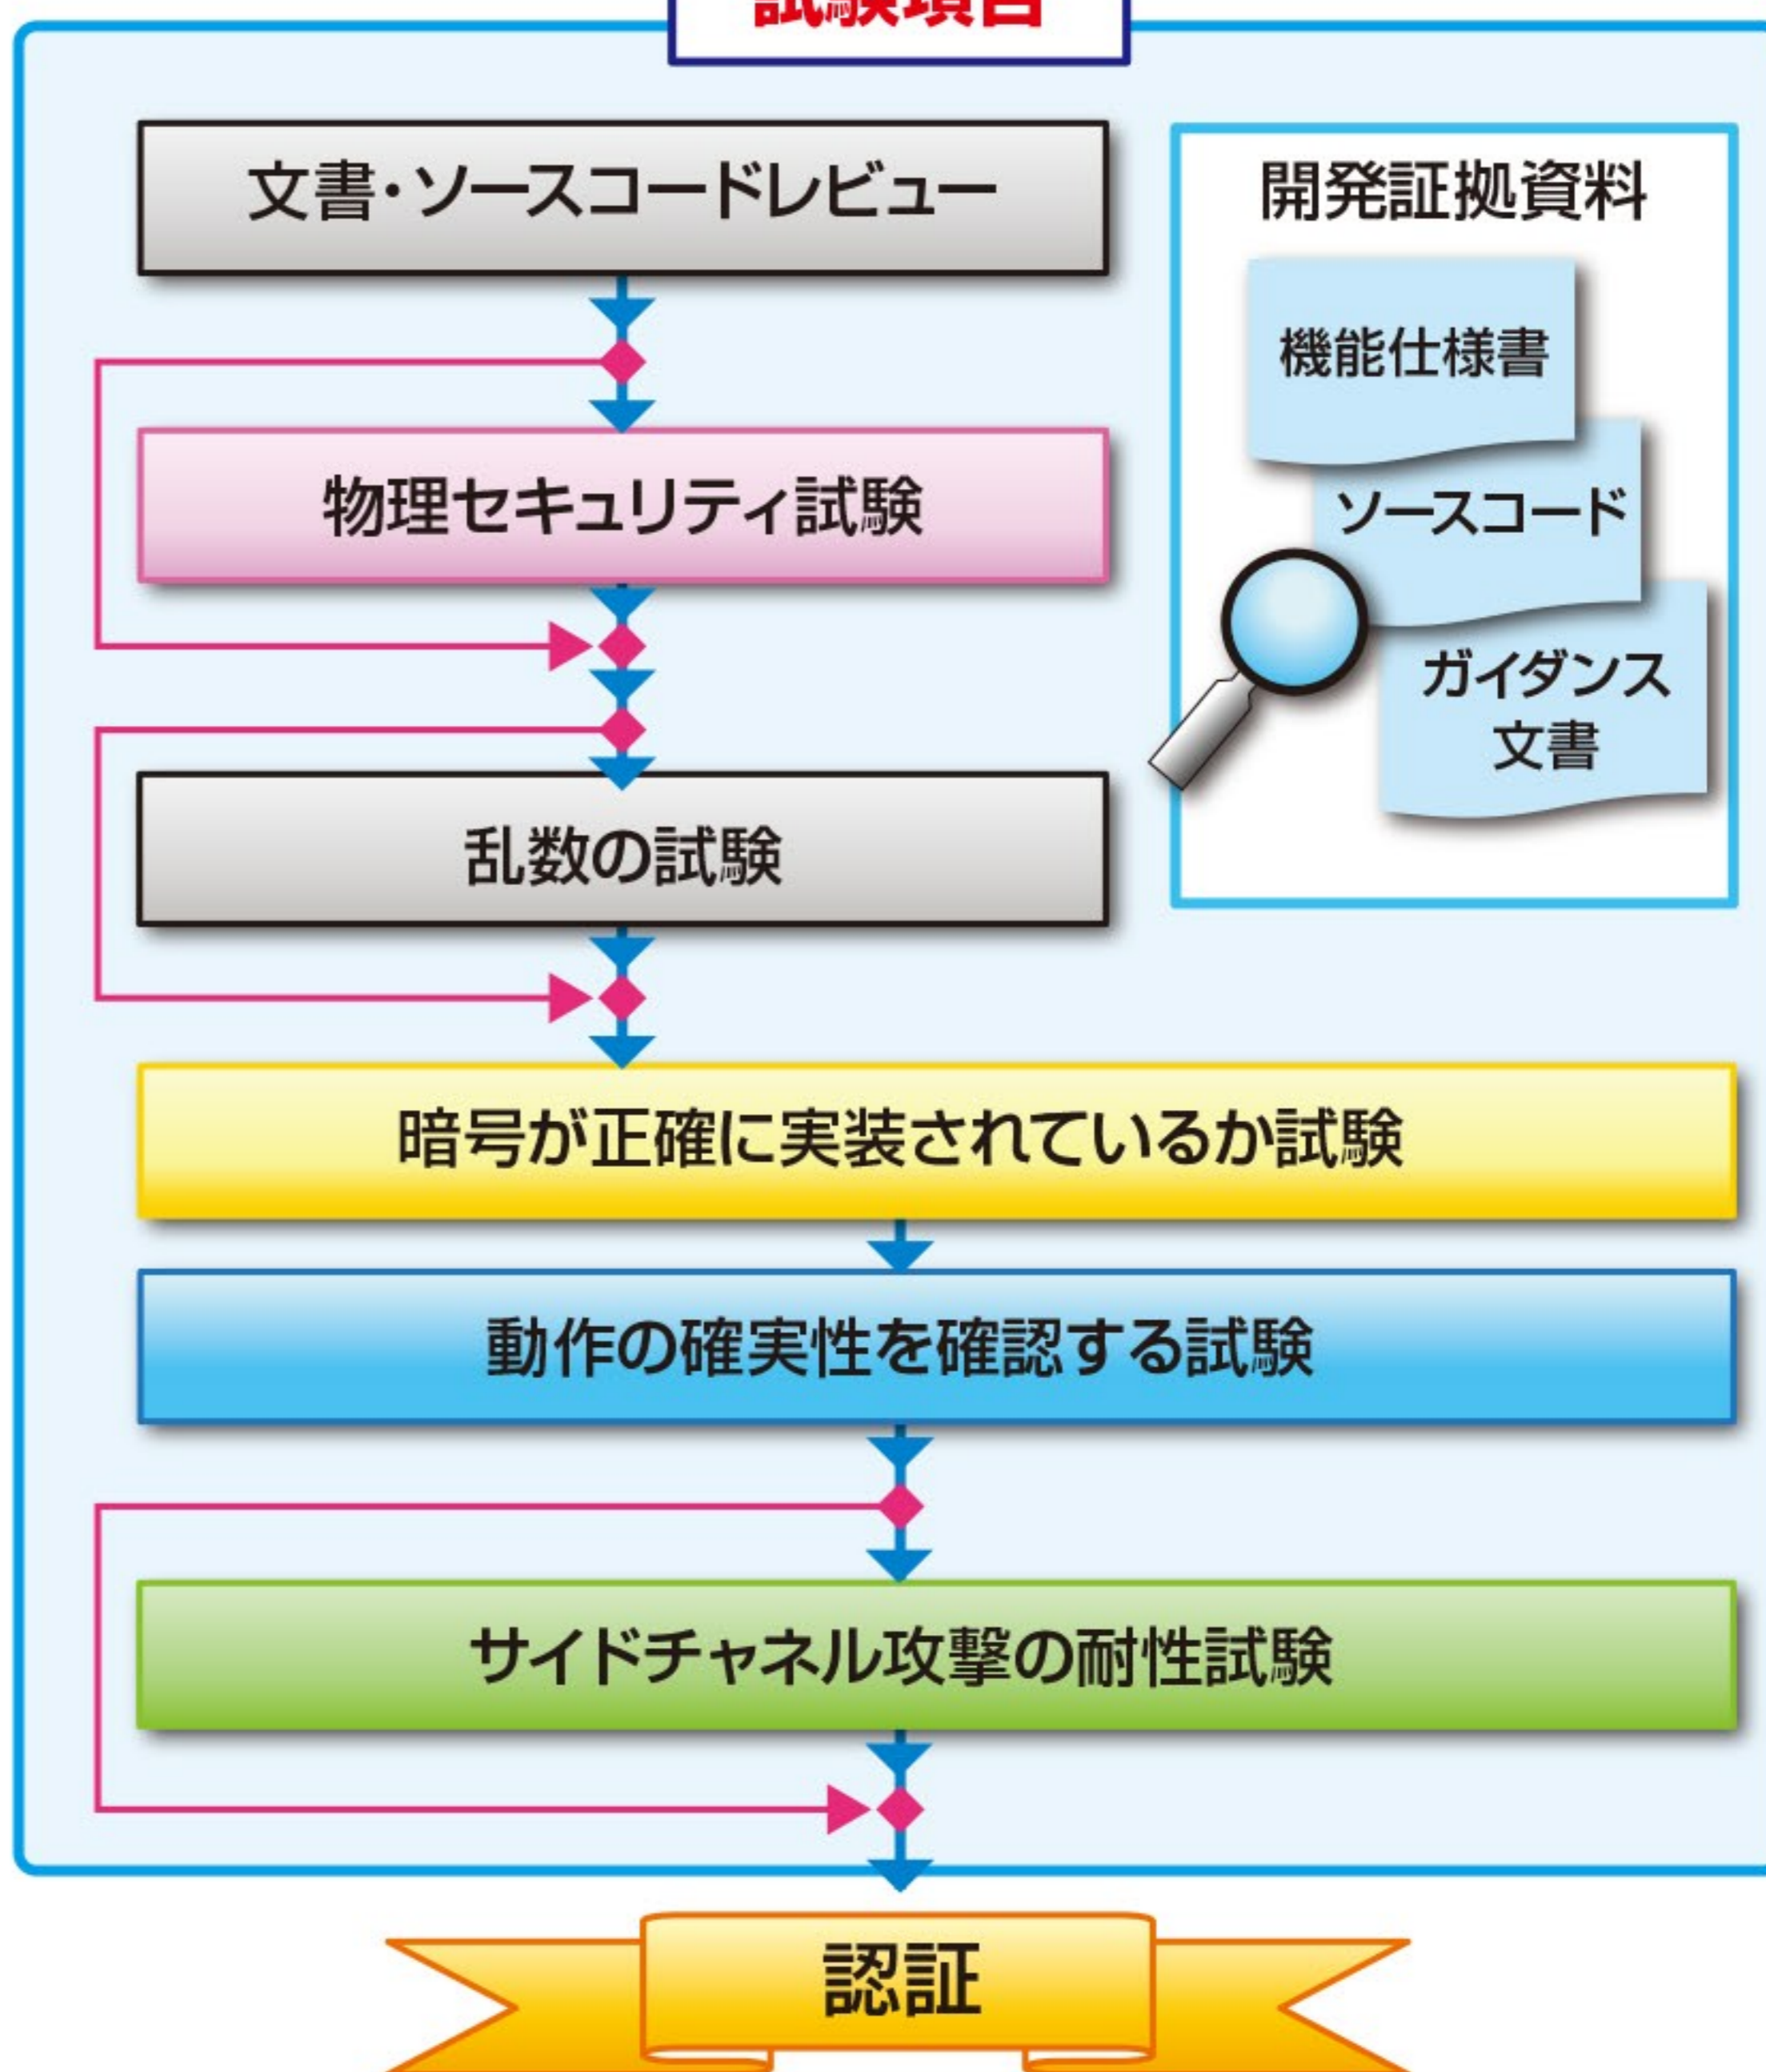 試験項目
文書・ソースコードレビュー
物理セキュリティ試験
乱数の試験
開発証拠資料
機能仕様書
ソースコード
ガイダンス
文書
暗号が正確に実装されているか試験
動作の確実性を確認する試験
サイドチャネル攻撃の耐性試験
認証